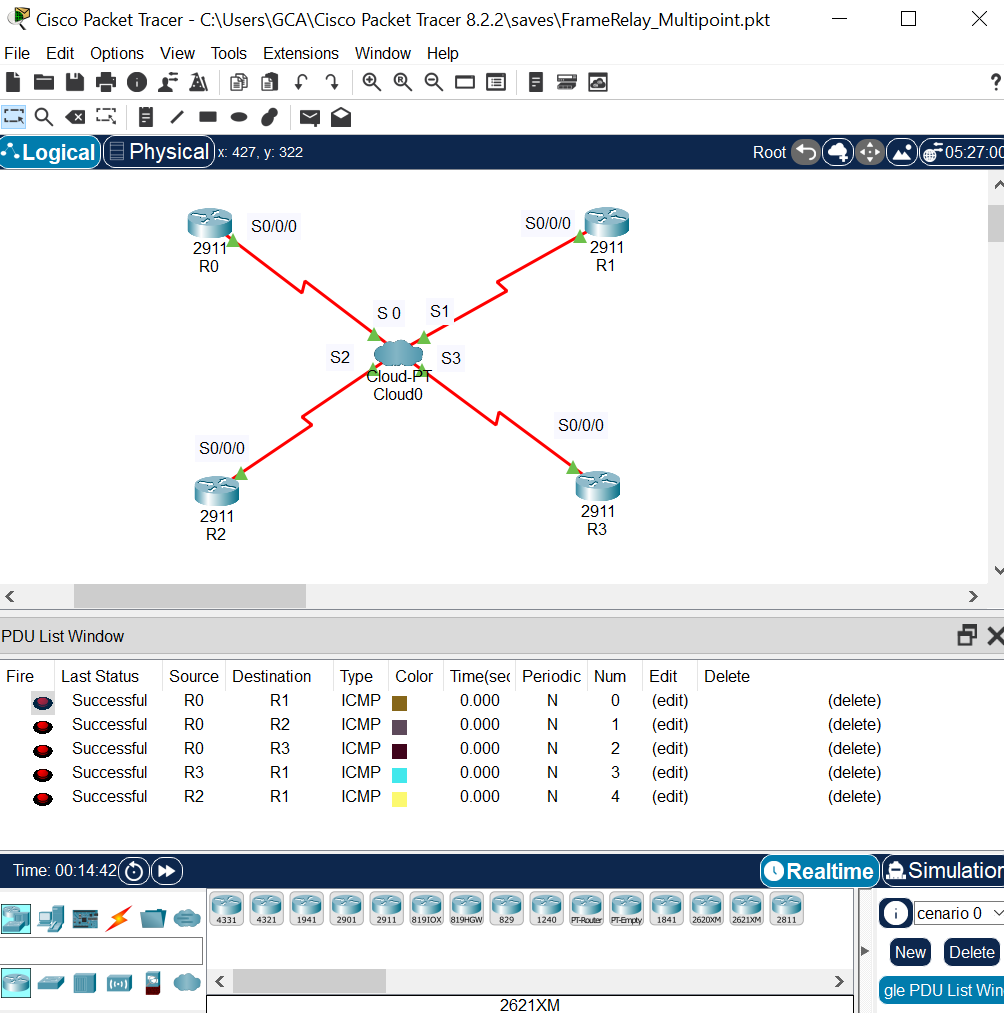 Cisco Packet Tracer - C:\Users\GCA\Cisco Packet Tracer 8.2.2\saves\FrameRelay_Multipoint.pkt
File Edit Options View Tools Extensions Window Help
Logical Physical x: 427, y: 322 Root 05:27:00
S0/0/0 S0/0/0
2911 2911
R0 R1
S 0 S1
S2 S3
Cloud-PT
Cloud0
S0/0/0 S0/0/0
2911 2911
R2 R3
PDU List Window
Fire Last Status Source Destination Type Color Time(sec Periodic Num Edit Delete
Successful R0 R1 ICMP 0.000 N 0 (edit) (delete)
Successful R0 R2 ICMP 0.000 N 1 (edit) (delete)
Successful R0 R3 ICMP 0.000 N 2 (edit) (delete)
Successful R3 R1 ICMP 0.000 N 3 (edit) (delete)
Successful R2 R1 ICMP 0.000 N 4 (edit) (delete)
Time: 00:14:42 Realtime Simulation
4331 4321 1941 2901 2911 819IOX 819HGW 829 1240 PT-Router PT-Empty 1841 2620XM 2621XM 2811
cenario 0
New Delete
gle PDU List Win
2621XM